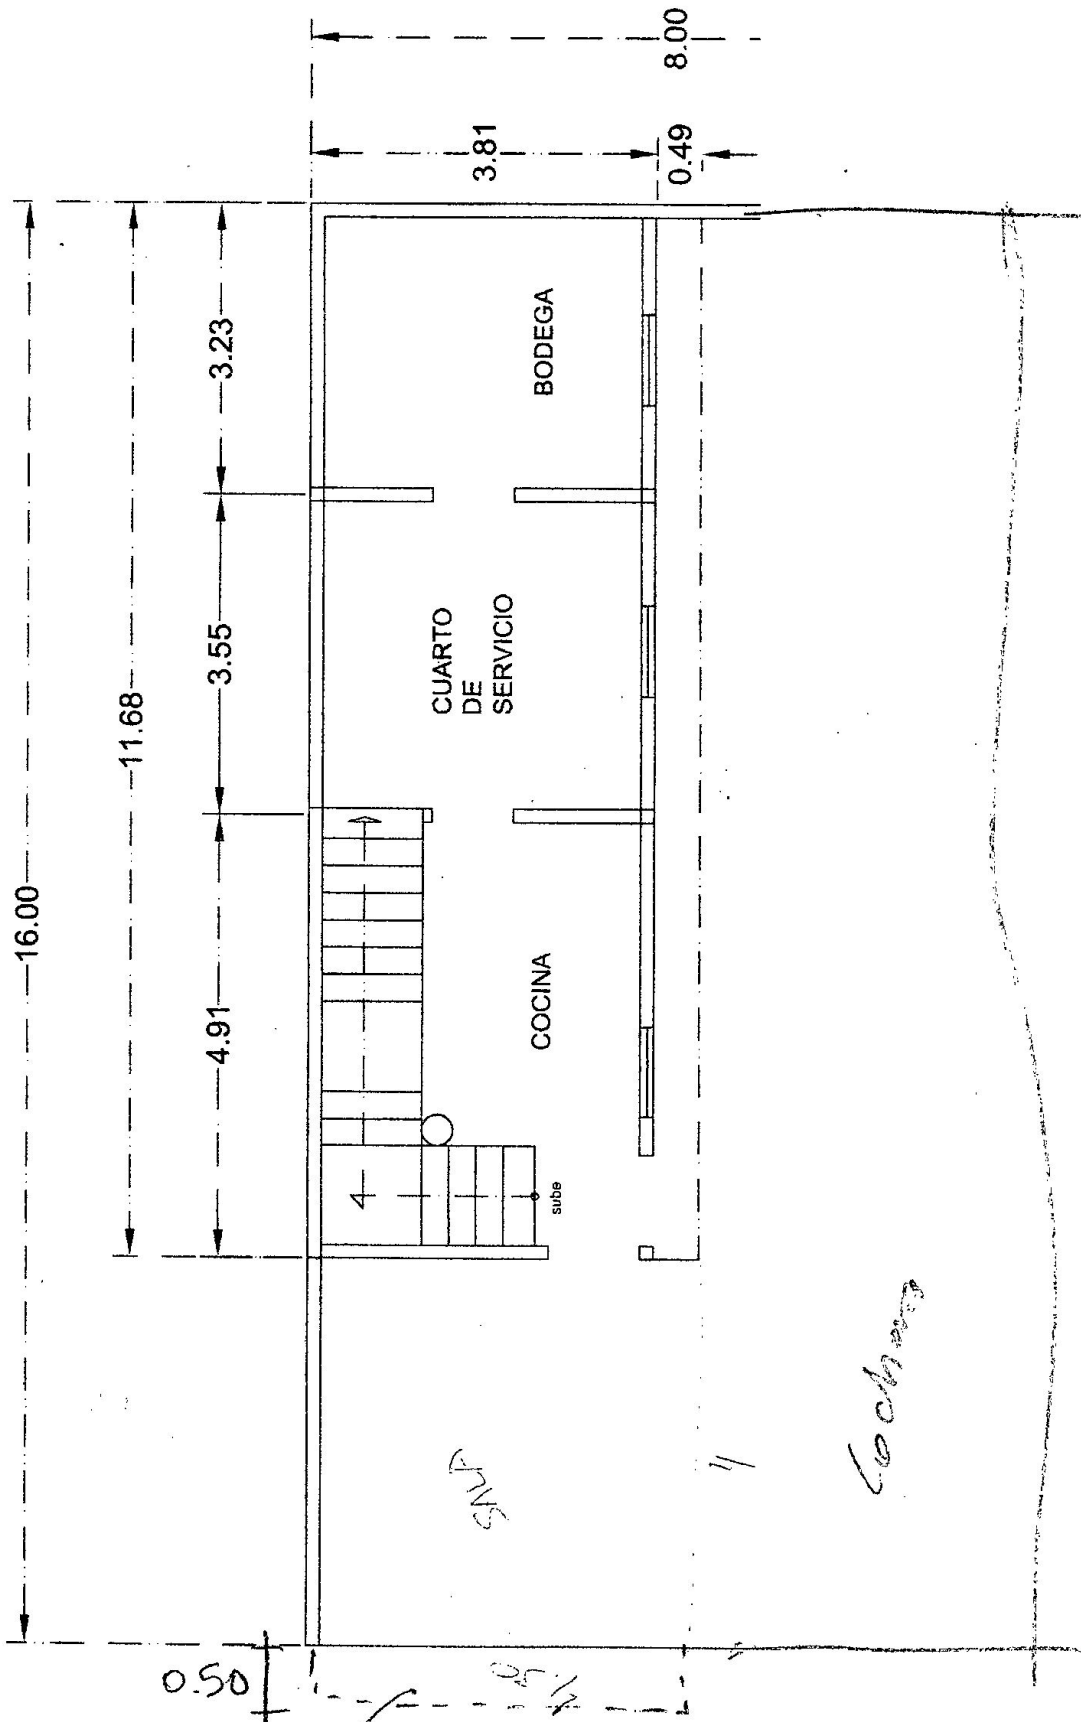 16.00
11.68
4.91
3.55
3.23
8.00
3.81
0.49
BODEGA
CUARTO
DE
SERVICIO
COCINA
sube
0.50